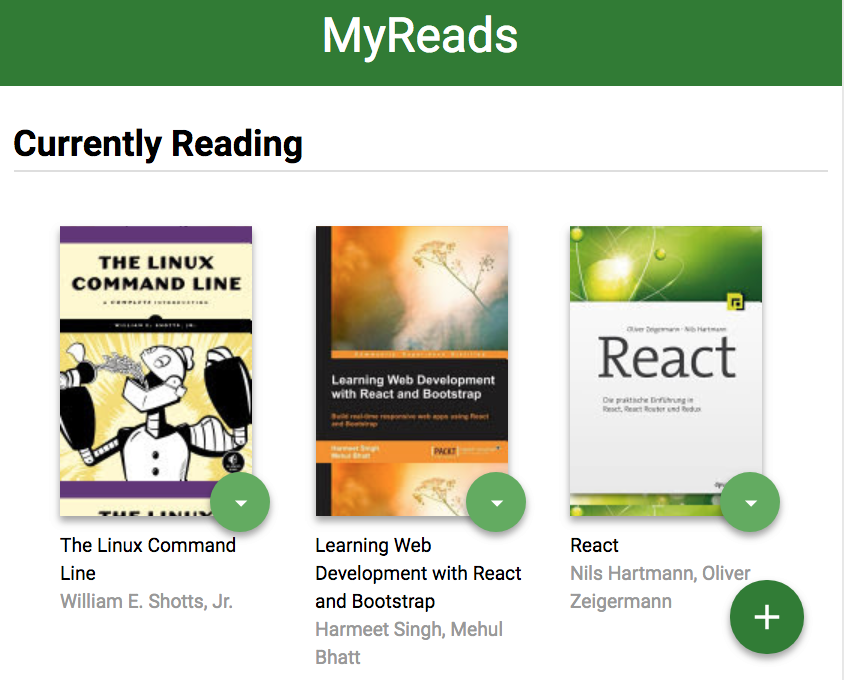 MyReads
Currently Reading
THE LINUX
COMMAND LINE
A COMPLETE INTRODUCTION
WILLIAM E. SHOTTS, JR.
THE LINUX
Community Experience Distilled
Learning Web Development
with React and Bootstrap
Build real-time responsive web apps using React
and Bootstrap
Harmeet Singh
Mehul Bhatt
PACKT
Oliver Zeigermann · Nils Hartmann
React
Die praktische Einführung in
React, React Router und Redux
The Linux Command
Line
William E. Shotts, Jr.
Learning Web
Development with React
and Bootstrap
Harmeet Singh, Mehul
Bhatt
React
Nils Hartmann, Oliver
Zeigermann